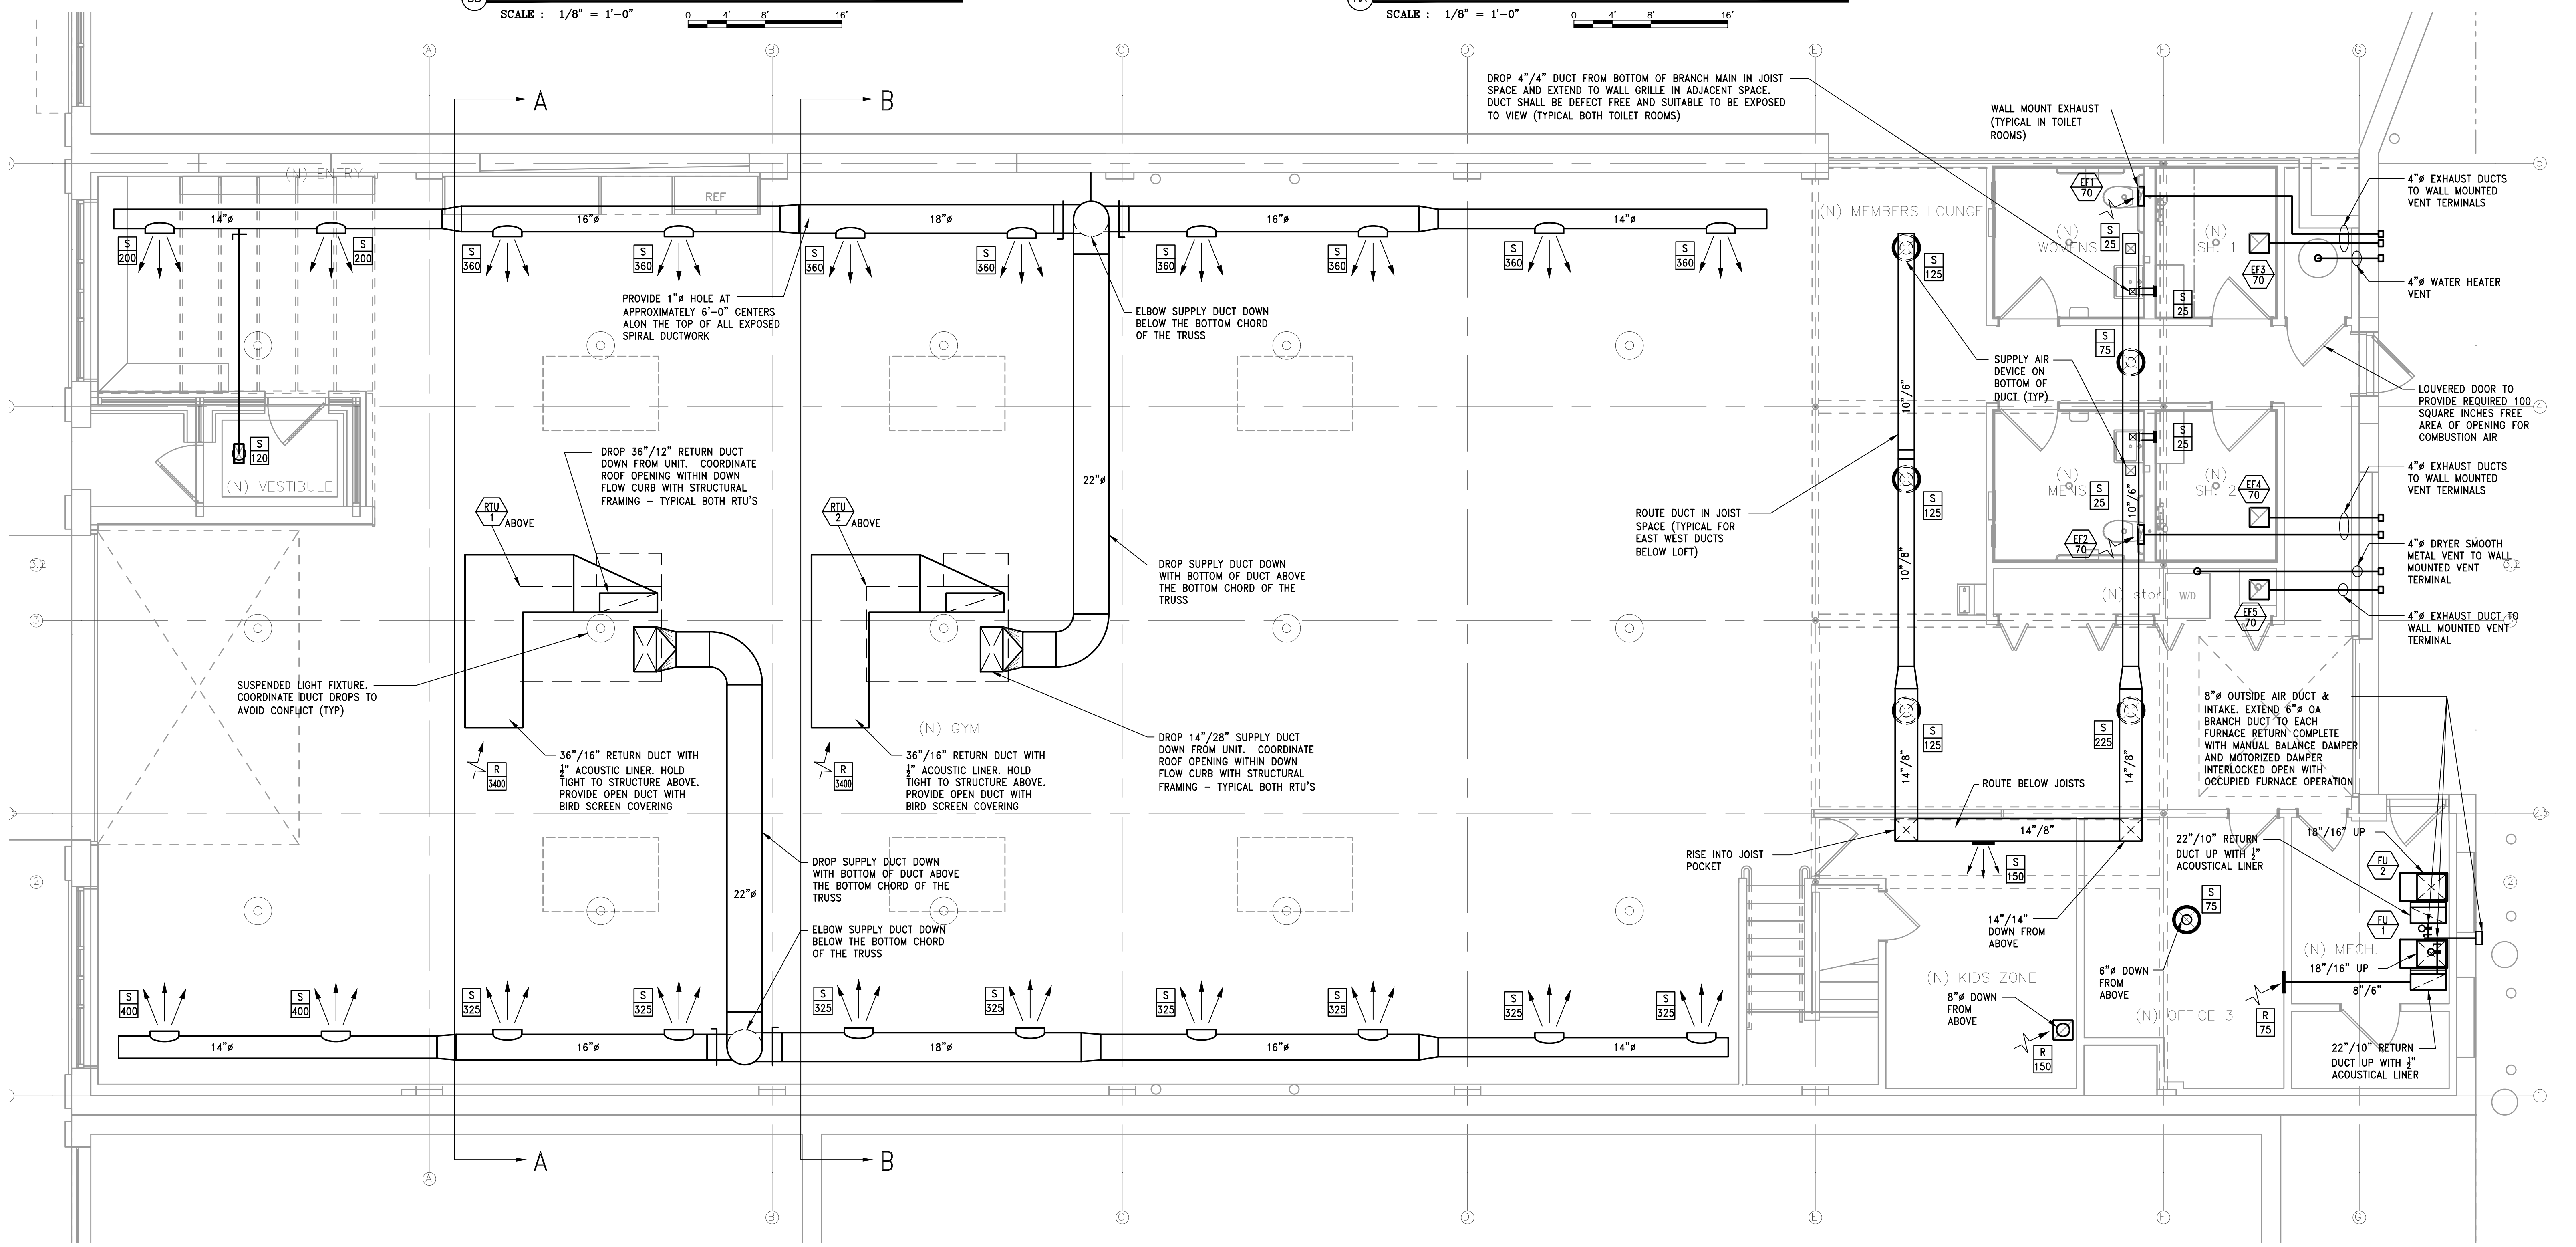 SCALE : 1/8" = 1'-0"
0 4' 8' 16'
SCALE : 1/8" = 1'-0"
0 4' 8' 16'
A
B
C
D
E
F
G
A
B
DROP 4"/4" DUCT FROM BOTTOM OF BRANCH MAIN IN JOIST
SPACE AND EXTEND TO WALL GRILLE IN ADJACENT SPACE.
DUCT SHALL BE DEFECT FREE AND SUITABLE TO BE EXPOSED
TO VIEW (TYPICAL BOTH TOILET ROOMS)
WALL MOUNT EXHAUST
(TYPICAL IN TOILET
ROOMS)
5
4"ø EXHAUST DUCTS
TO WALL MOUNTED
VENT TERMINALS
(N) ENTRY
REF
14"ø
16"ø
18"ø
16"ø
14"ø
S
200
S
200
S
360
S
360
S
360
S
360
S
360
S
360
S
360
S
360
(N) MEMBERS LOUNGE
EF1
70
(N)
WOMENS
S
25
(N)
SH. 1
EF3
70
S
125
S
25
S
75
4"ø WATER HEATER
VENT
PROVIDE 1"ø HOLE AT
APPROXIMATELY 6'-0" CENTERS
ALON THE TOP OF ALL EXPOSED
SPIRAL DUCTWORK
ELBOW SUPPLY DUCT DOWN
BELOW THE BOTTOM CHORD
OF THE TRUSS
SUPPLY AIR
DEVICE ON
BOTTOM OF
DUCT (TYP)
10"/6"
LOUVERED DOOR TO
PROVIDE REQUIRED 100
SQUARE INCHES FREE
AREA OF OPENING FOR
COMBUSTION AIR
4
S
120
(N) VESTIBULE
DROP 36"/12" RETURN DUCT
DOWN FROM UNIT. COORDINATE
ROOF OPENING WITHIN DOWN
FLOW CURB WITH STRUCTURAL
FRAMING - TYPICAL BOTH RTU'S
22"ø
S
25
(N)
MENS
S
25
10"/6"
(N)
SH. 2
EF4
70
S
125
4"ø EXHAUST DUCTS
TO WALL MOUNTED
VENT TERMINALS
RTU
1
ABOVE
RTU
2
ABOVE
ROUTE DUCT IN JOIST
SPACE (TYPICAL FOR
EAST WEST DUCTS
BELOW LOFT)
10"/8"
EF2
70
4"ø DRYER SMOOTH
METAL VENT TO WALL
MOUNTED VENT
TERMINAL
3.2
3.2
DROP SUPPLY DUCT DOWN
WITH BOTTOM OF DUCT ABOVE
THE BOTTOM CHORD OF THE
TRUSS
(N) stor.
W/D
EF5
70
3
4"ø EXHAUST DUCT TO
WALL MOUNTED VENT
TERMINAL
SUSPENDED LIGHT FIXTURE.
COORDINATE DUCT DROPS TO
AVOID CONFLICT (TYP)
(N) GYM
36"/16" RETURN DUCT WITH
½" ACOUSTIC LINER. HOLD
TIGHT TO STRUCTURE ABOVE.
PROVIDE OPEN DUCT WITH
BIRD SCREEN COVERING
R
3400
36"/16" RETURN DUCT WITH
½" ACOUSTIC LINER. HOLD
TIGHT TO STRUCTURE ABOVE.
PROVIDE OPEN DUCT WITH
BIRD SCREEN COVERING
R
3400
DROP 14"/28" SUPPLY DUCT
DOWN FROM UNIT. COORDINATE
ROOF OPENING WITHIN DOWN
FLOW CURB WITH STRUCTURAL
FRAMING - TYPICAL BOTH RTU'S
S
125
S
225
14"/8"
14"/8"
8"ø OUTSIDE AIR DUCT &
INTAKE. EXTEND 6"ø OA
BRANCH DUCT TO EACH
FURNACE RETURN COMPLETE
WITH MANUAL BALANCE DAMPER
AND MOTORIZED DAMPER
INTERLOCKED OPEN WITH
OCCUPIED FURNACE OPERATION
ROUTE BELOW JOISTS
14"/8"
2.5
RISE INTO JOIST
POCKET
S
150
22"/10" RETURN
DUCT UP WITH ½"
ACOUSTICAL LINER
18"/16" UP
FU
2
DROP SUPPLY DUCT DOWN
WITH BOTTOM OF DUCT ABOVE
THE BOTTOM CHORD OF THE
TRUSS
22"ø
2
2
S
75
14"/14"
DOWN FROM
ABOVE
FU
1
ELBOW SUPPLY DUCT DOWN
BELOW THE BOTTOM CHORD
OF THE TRUSS
(N) MECH.
18"/16" UP
(N) KIDS ZONE
6"ø DOWN
FROM
ABOVE
8"ø DOWN
FROM
ABOVE
8"/6"
(N) OFFICE 3
R
75
R
150
22"/10" RETURN
DUCT UP WITH ½"
ACOUSTICAL LINER
S
400
S
400
S
325
S
325
S
325
S
325
S
325
S
325
S
325
S
325
14"ø
16"ø
18"ø
16"ø
14"ø
1
A
B
A
B
C
D
E
F
G